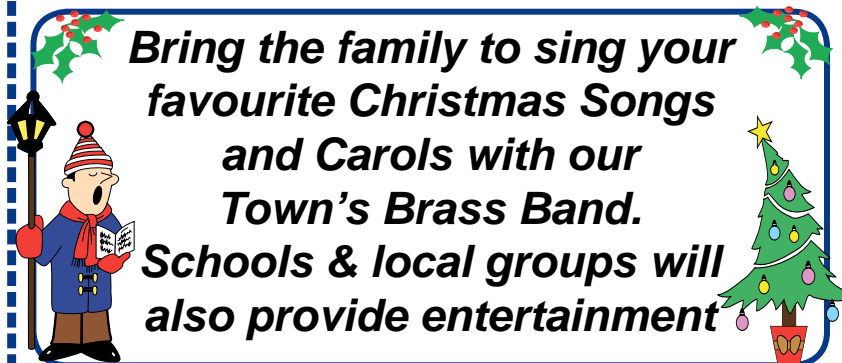 Bring the family to sing your
favourite Christmas Songs
and Carols with our
Town's Brass Band.
Schools & local groups will
also provide entertainment